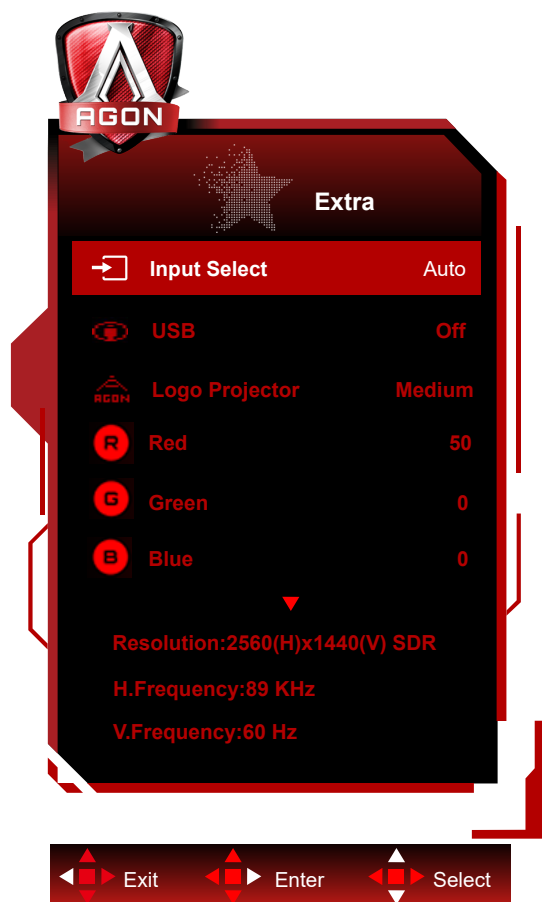 AGON
Extra
Input Select Auto
USB Off
AGON Logo Projector Medium
R Red 50
G Green 0
B Blue 0
Resolution:2560(H)x1440(V) SDR
H.Frequency:89 KHz
V.Frequency:60 Hz
Exit Enter Select